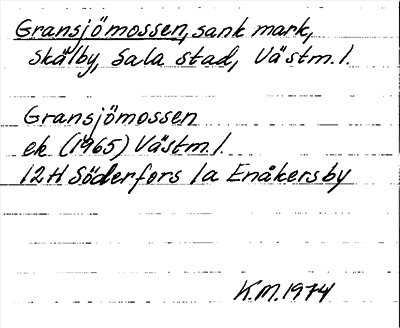 Gransjömossen, sank mark,
Skälby, Sala stad, Västm.l.
Gransjömossen
ek (1965) Västm.l.
12H Söderfors 1a Enåkersby
K.M.1974